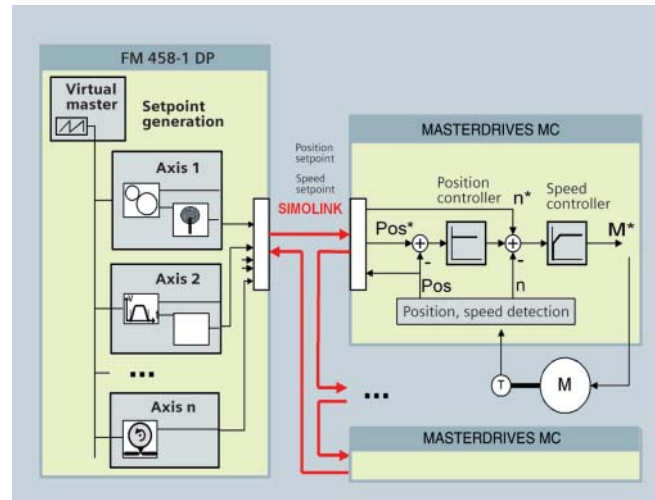 FM 458-1 DP
Virtual
master
Setpoint
generation
Axis 1
Axis 2
V
t
...
Axis n
Position
setpoint
Speed
setpoint
SIMOLINK
MASTERDRIVES MC
Position
controller
n*
Speed
controller
Pos*
M*
Pos
n
Position, speed detection
T
M
...
MASTERDRIVES MC